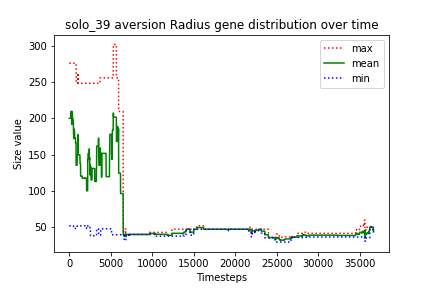 solo_39 aversion Radius gene distribution over time
max
mean
min
Size value
300
250
200
150
100
50
0
5000
10000
15000
20000
25000
30000
35000
Timesteps